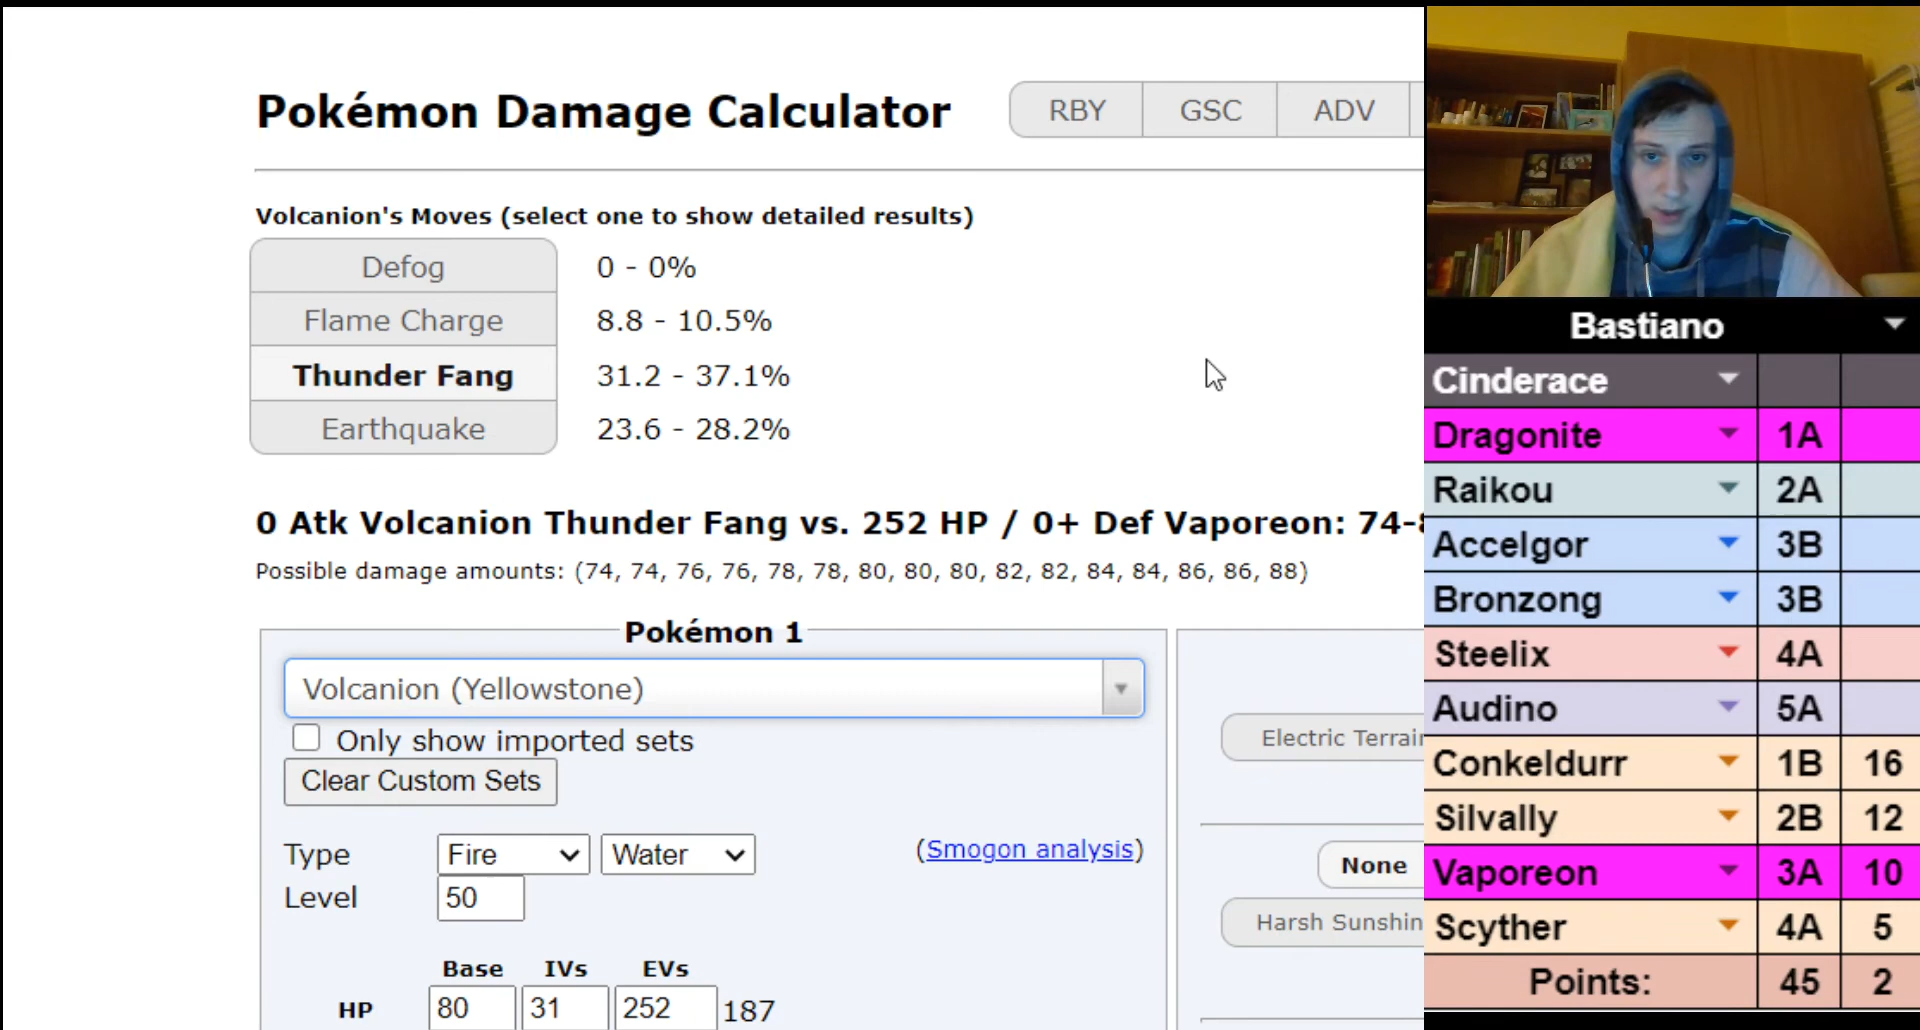 Pokémon Damage Calculator
RBY GSC ADV
Volcanion's Moves (select one to show detailed results)
Defog 0 - 0%
Flame Charge 8.8 - 10.5%
Thunder Fang 31.2 - 37.1%
Earthquake 23.6 - 28.2%
0 Atk Volcanion Thunder Fang vs. 252 HP / 0+ Def Vaporeon: 74-
Possible damage amounts: (74, 74, 76, 76, 78, 78, 80, 80, 80, 82, 82, 84, 84, 86, 86, 88)
Pokémon 1
Volcanion (Yellowstone)
Only show imported sets
Clear Custom Sets
Type Fire Water (Smogon analysis)
Level 50
Base IVs EVs
HP 80 31 252 187
Electric Terrain
None
Harsh Sunshin
Bastiano
Cinderace
Dragonite 1A
Raikou 2A
Accelgor 3B
Bronzong 3B
Steelix 4A
Audino 5A
Conkeldurr 1B 16
Silvally 2B 12
Vaporeon 3A 10
Scyther 4A 5
Points: 45 2